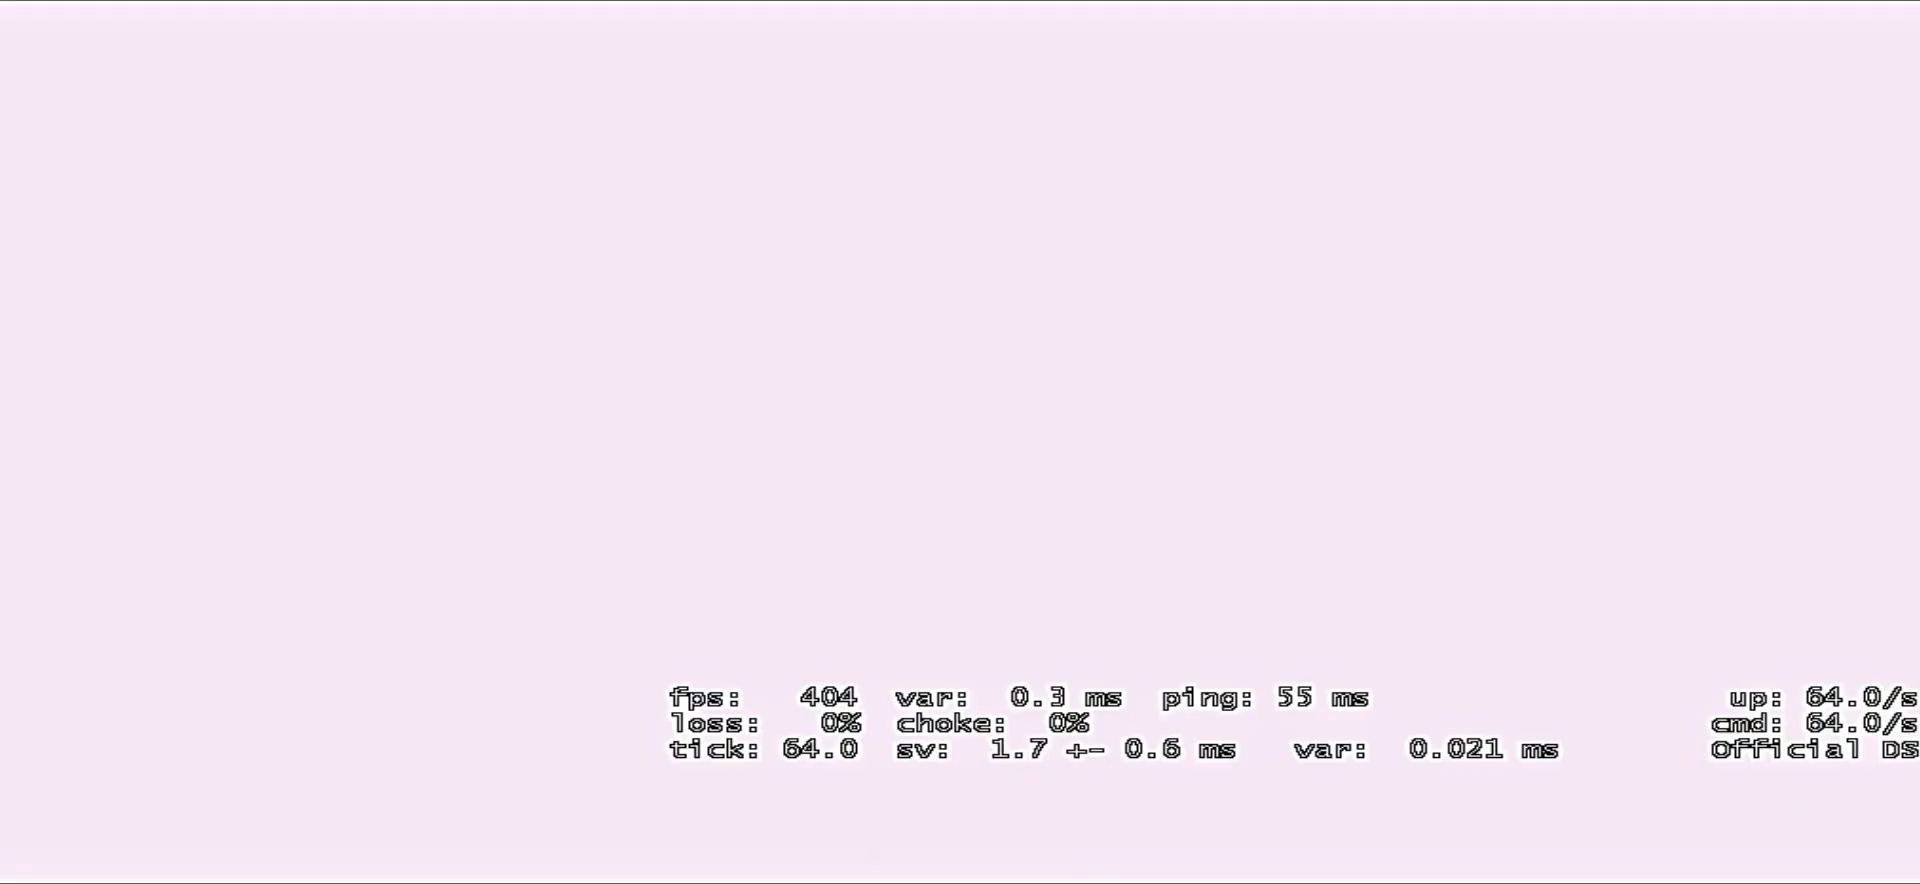 fps:   404  var:  0.3 ms  ping: 55 ms                   up: 64.0/s
loss:   0%  choke:  0%                                 cmd: 64.0/s
tick: 64.0  sv:  1.7 +- 0.6 ms   var:  0.021 ms        Official DS